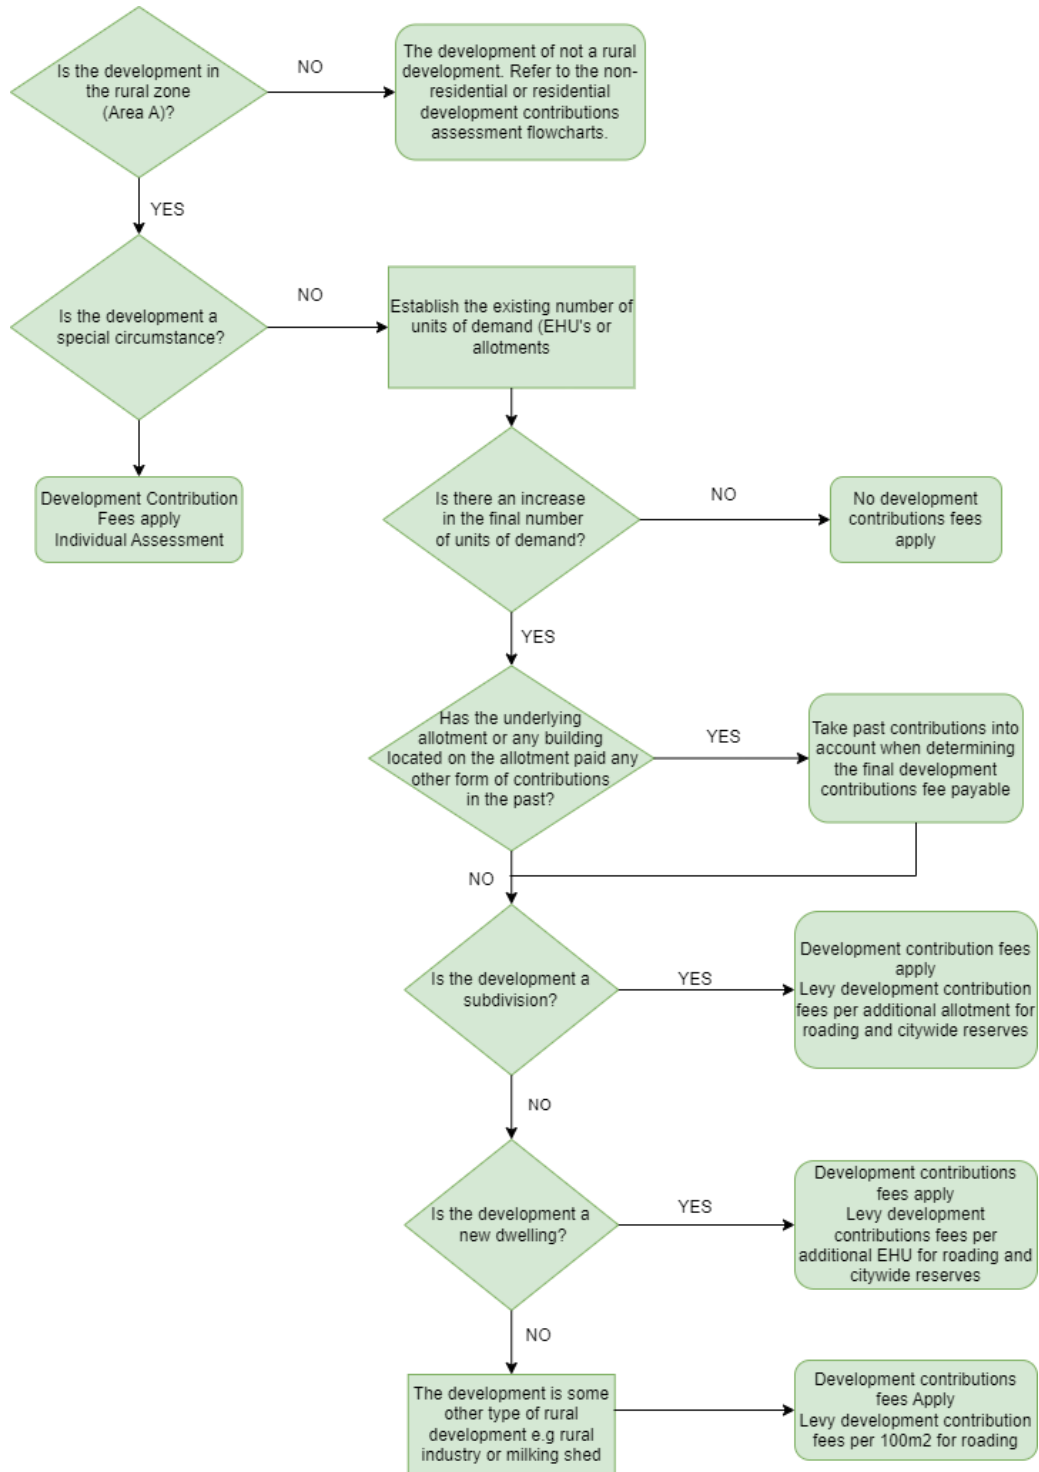 Is the development in
the rural zone
(Area A)?
NO
The development of not a rural
development. Refer to the non-
residential or residential
development contributions
assessment flowcharts.
YES
Is the development a
special circumstance?
NO
Establish the existing number of
units of demand (EHU's or
allotments
Development Contribution
Fees apply
Individual Assessment
Is there an increase
in the final number
of units of demand?
NO
No development
contributions fees
apply
YES
Has the underlying
allotment or any building
located on the allotment paid any
other form of contributions
in the past?
YES
Take past contributions into
account when determining
the final development
contributions fee payable
NO
Is the development a
subdivision?
YES
Development contribution fees
apply
Levy development contribution
fees per additional allotment for
roading and citywide reserves
NO
Is the development a
new dwelling?
YES
Development contributions
fees apply
Levy development
contributions fees per
additional EHU for roading and
citywide reserves
NO
The development is some
other type of rural
development e.g rural
industry or milking shed
Development contributions
fees Apply
Levy development contribution
fees per 100m2 for roading